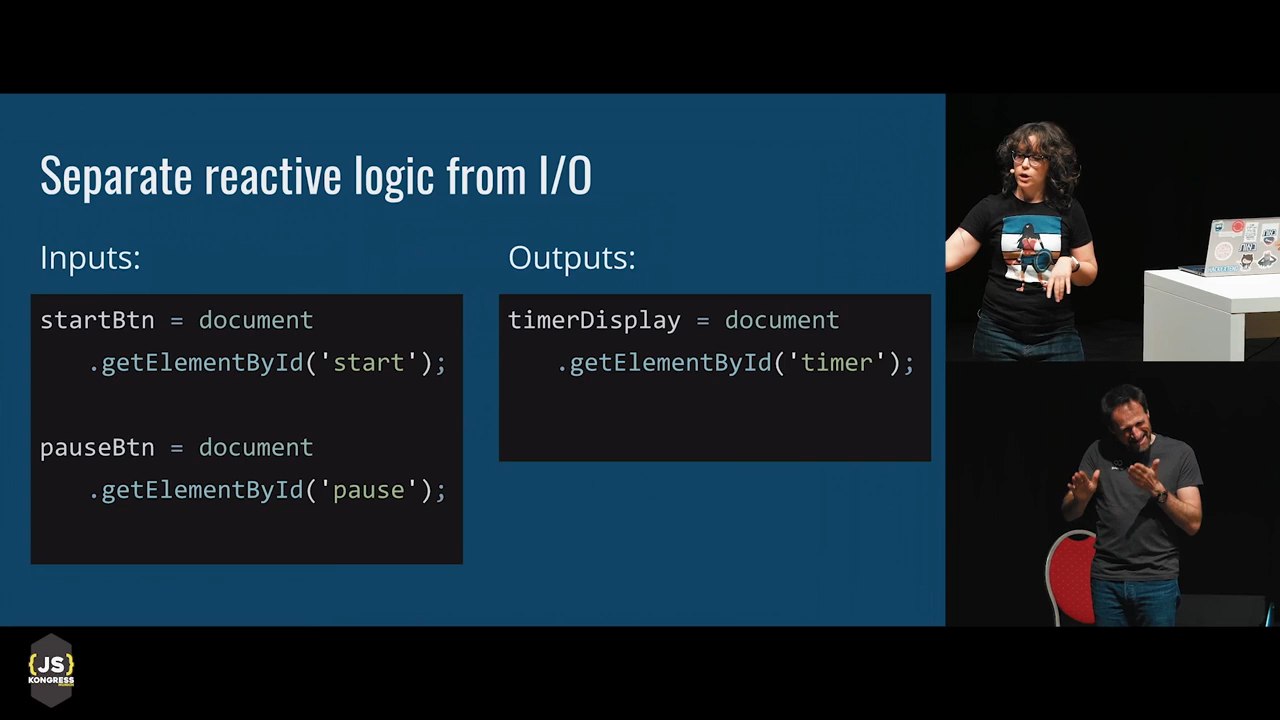 Separate reactive logic from I/O
Inputs:
startBtn = document
.getElementById('start');
pauseBtn = document
.getElementById('pause');
Outputs:
timerDisplay = document
.getElementById('timer');
{JS}
KONGRESS